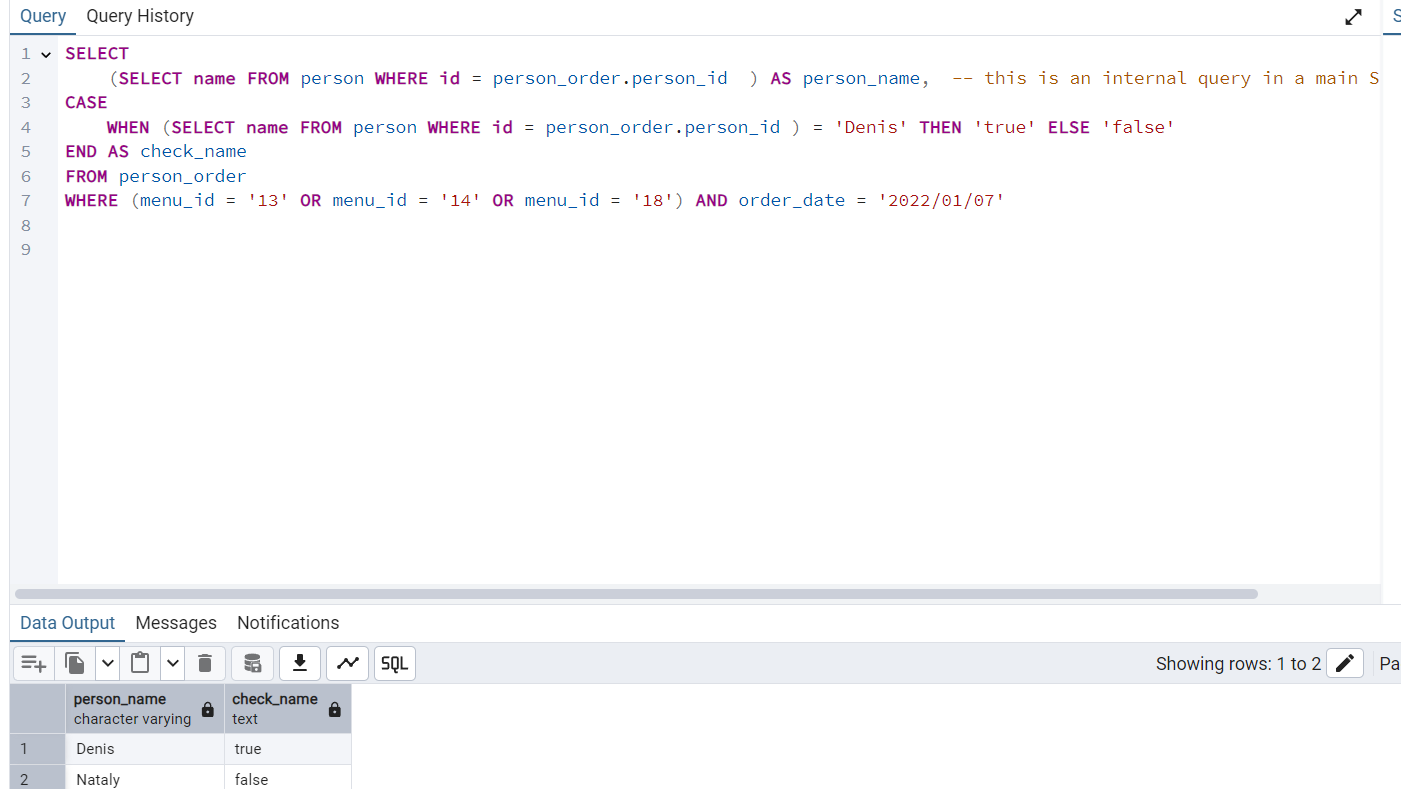 Query Query History S
1 SELECT
2 (SELECT name FROM person WHERE id = person_order.person_id ) AS person_name, -- this is an internal query in a main S
3 CASE
4 WHEN (SELECT name FROM person WHERE id = person_order.person_id ) = 'Denis' THEN 'true' ELSE 'false'
5 END AS check_name
6 FROM person_order
7 WHERE (menu_id = '13' OR menu_id = '14' OR menu_id = '18') AND order_date = '2022/01/07'
8
9
Data Output Messages Notifications
SQL Showing rows: 1 to 2 Pa
person_name check_name
character varying text
1 Denis true
2 Nataly false